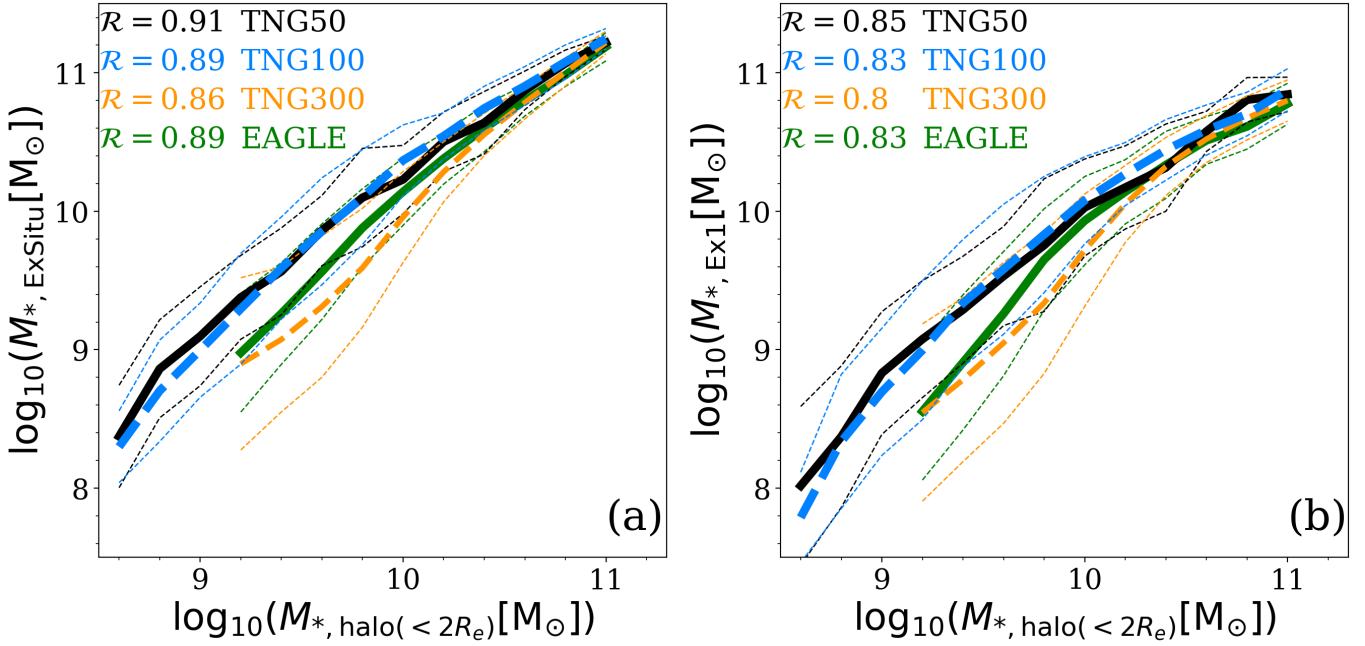 R = 0.91 TNG50
R = 0.89 TNG100
R = 0.86 TNG300
R = 0.89 EAGLE
11
10
9
8
log₁₀(M*, ExSitu[M⊙])
(a)
9 10 11
log₁₀(M*, halo(<2Rₑ)[M⊙])
R = 0.85 TNG50
R = 0.83 TNG100
R = 0.8 TNG300
R = 0.83 EAGLE
11
10
9
8
log₁₀(M*, Ex1[M⊙])
(b)
9 10 11
log₁₀(M*, halo(<2Rₑ)[M⊙])